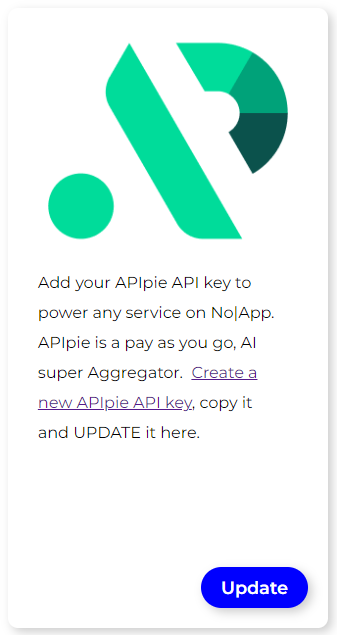 Add your APIpie API key to
power any service on No|App.
APIpie is a pay as you go, AI
super Aggregator.  Create a
new APIpie API key, copy it
and UPDATE it here.
Update